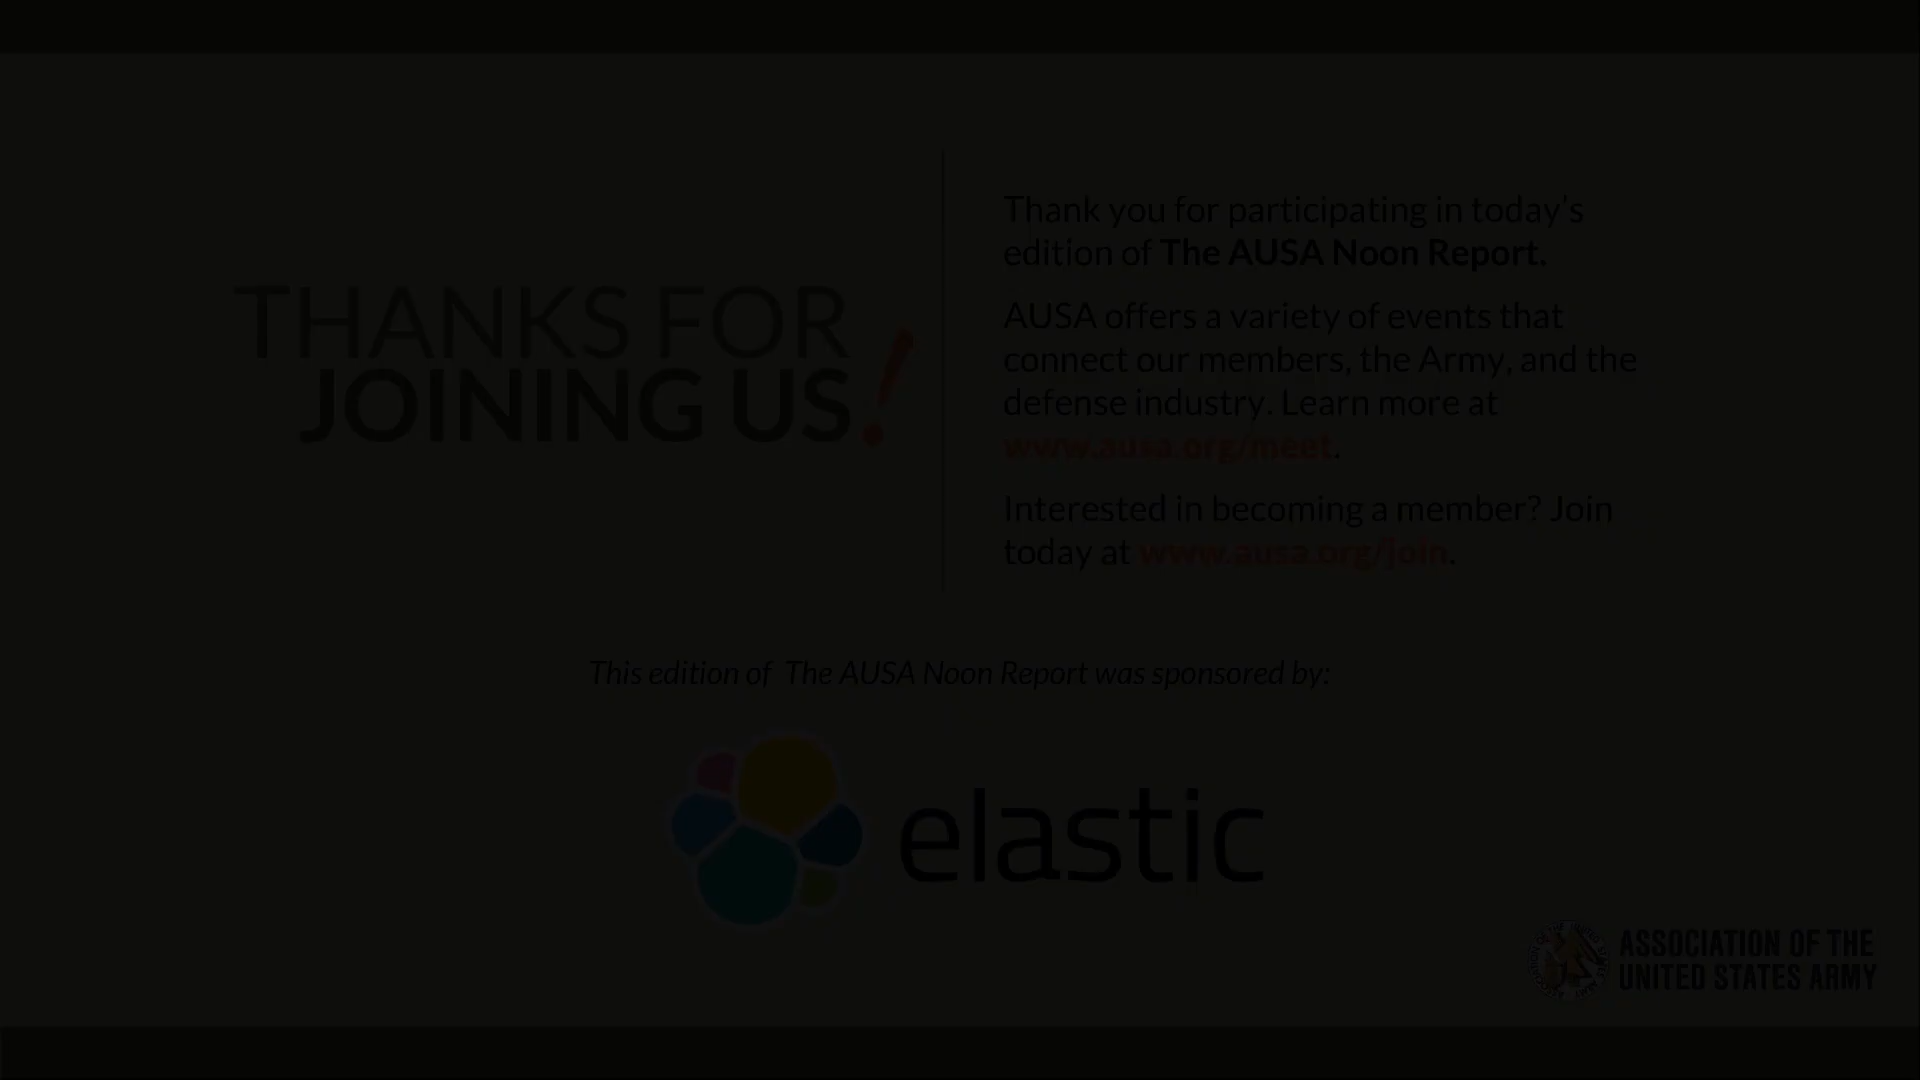 THANKS FOR
JOINING US!
Thank you for participating in today's
edition of The AUSA Noon Report.
AUSA offers a variety of events that
connect our members, the Army, and the
defense industry. Learn more at
www.ausa.org/meet.
Interested in becoming a member? Join
today at www.ausa.org/join.
This edition of The AUSA Noon Report was sponsored by:
elastic
ASSOCIATION OF THE
UNITED STATES ARMY